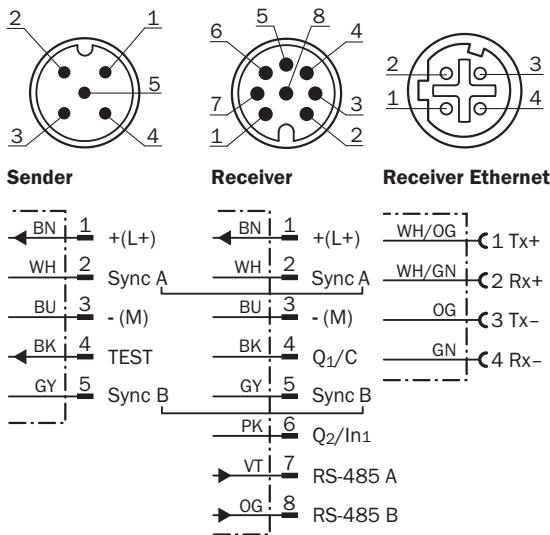 2 1
5
3 4
5 8
6 4
7 3
1 2
2 3
1 4
Sender
BN 1 +(L+)
WH 2 Sync A
BU 3 - (M)
BK 4 TEST
GY 5 Sync B
Receiver
BN 1 +(L+)
WH 2 Sync A
BU 3 - (M)
BK 4 Q1/C
GY 5 Sync B
PK 6 Q2/In1
VT 7 RS-485 A
OG 8 RS-485 B
Receiver Ethernet
WH/OG 1 Tx+
WH/GN 2 Rx+
OG 3 Tx–
GN 4 Rx–